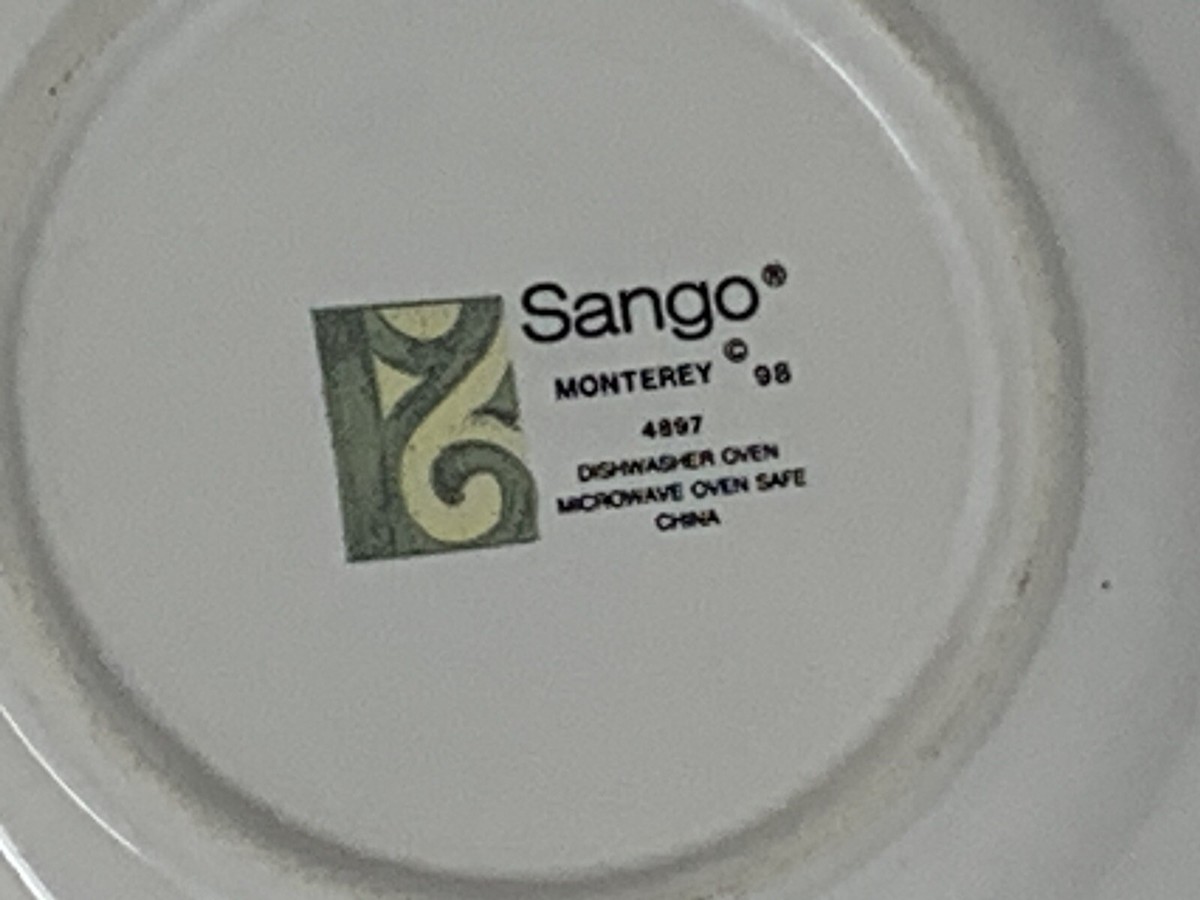 Sango®
MONTEREY © 98
4897
DISHWASHER OVEN
MICROWAVE OVEN SAFE
CHINA